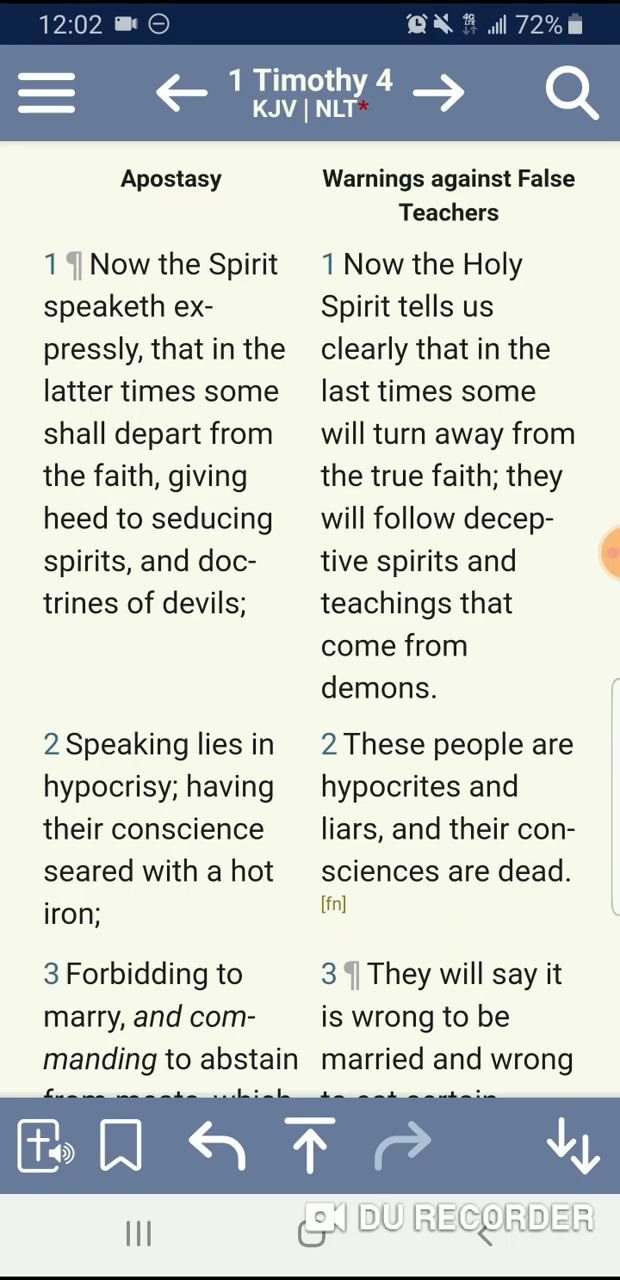 12:02
72%
1 Timothy 4
KJV | NLT*
Apostasy
Warnings against False
Teachers
1 ¶ Now the Spirit
speaketh ex-
pressly, that in the
latter times some
shall depart from
the faith, giving
heed to seducing
spirits, and doc-
trines of devils;
1 Now the Holy
Spirit tells us
clearly that in the
last times some
will turn away from
the true faith; they
will follow decep-
tive spirits and
teachings that
come from
demons.
2 Speaking lies in
hypocrisy; having
their conscience
seared with a hot
iron;
2 These people are
hypocrites and
liars, and their con-
sciences are dead.
[fn]
3 Forbidding to
marry, and com-
manding to abstain
from meats, which
3 ¶ They will say it
is wrong to be
married and wrong
to eat certain
DU RECORDER